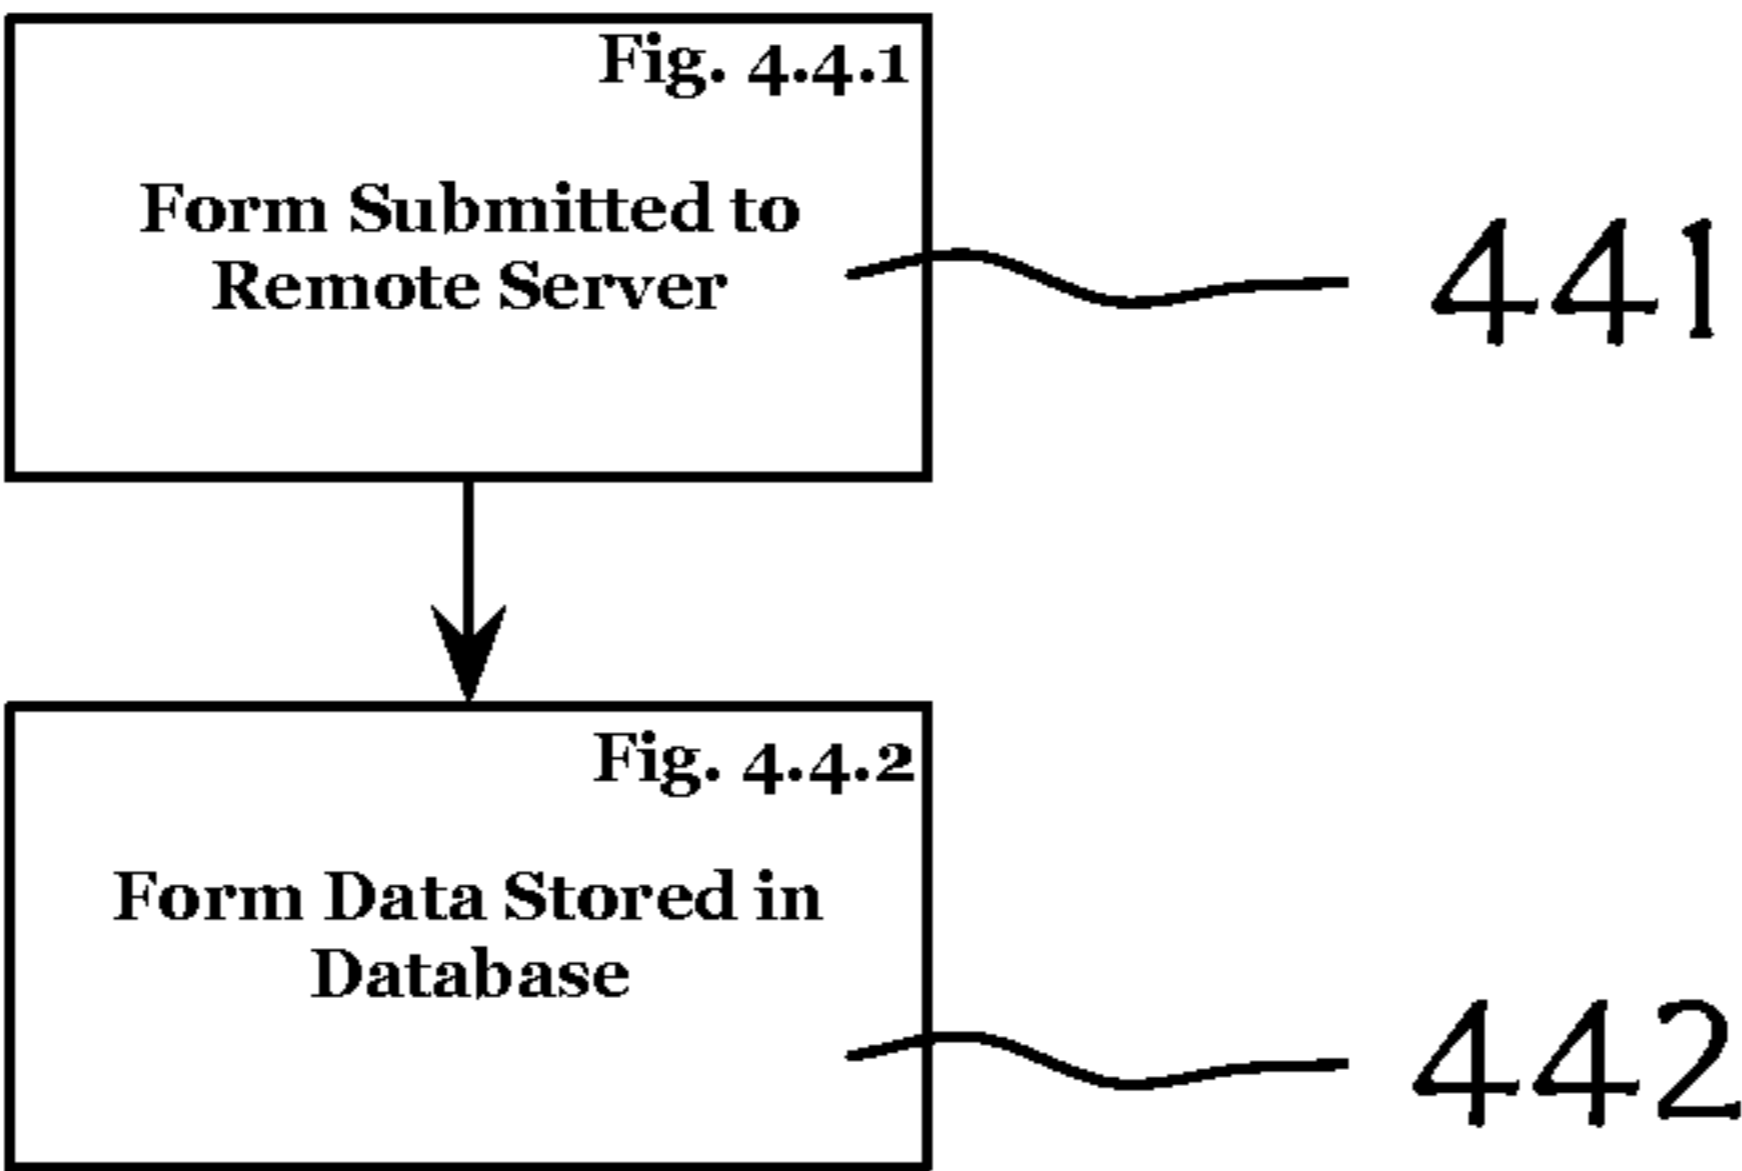 Fig. 4.4.1
Form Submitted to
Remote Server
441
Fig. 4.4.2
Form Data Stored in
Database
442